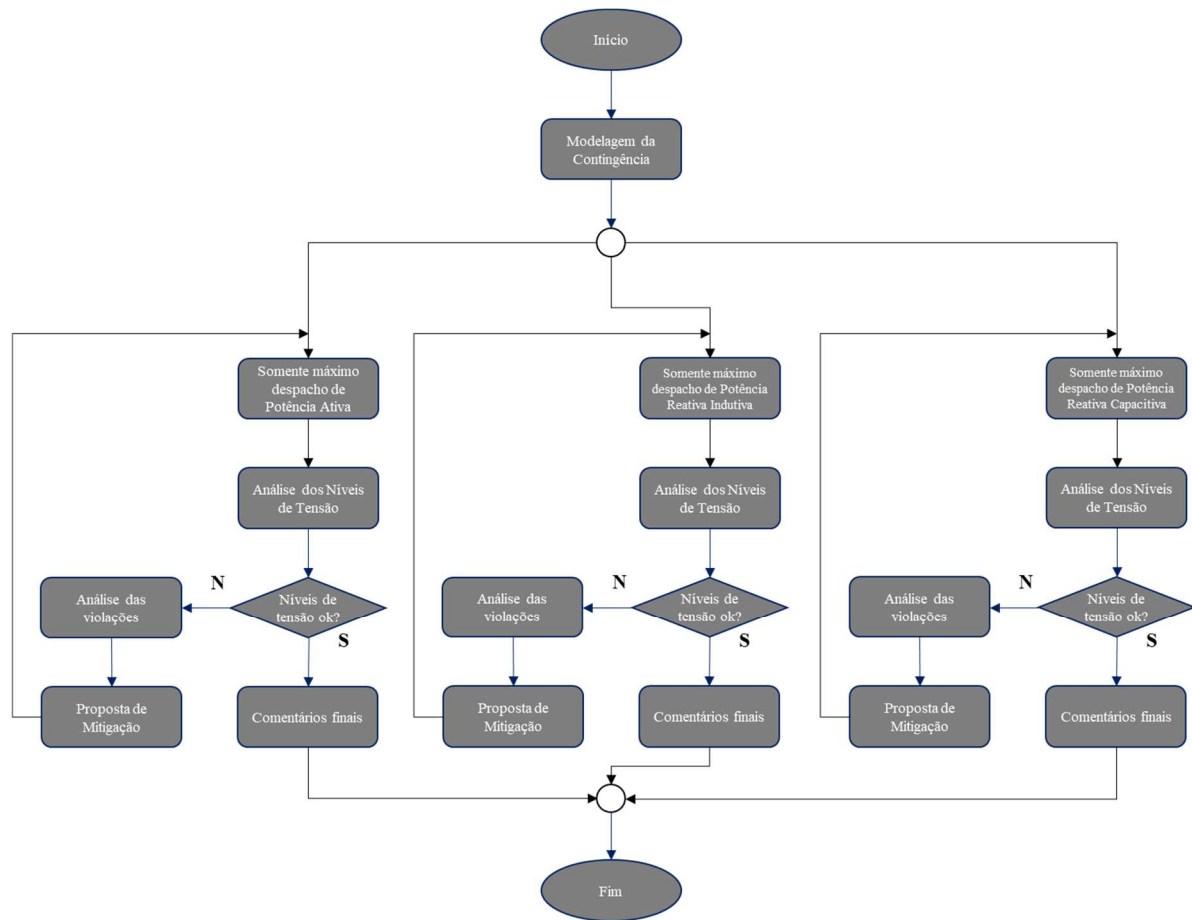 Início
Modelagem da
Contingência
Somente máximo
despacho de
Potência Ativa
Somente máximo
despacho de Potência
Reativa Indutiva
Somente máximo
despacho de Potência
Reativa Capacitiva
Análise dos Níveis
de Tensão
Análise dos Níveis
de Tensão
Análise dos Níveis
de Tensão
N
Análise das
violações
Níveis de
tensão ok?
S
N
Análise das
violações
Níveis de
tensão ok?
S
N
Análise das
violações
Níveis de
tensão ok?
S
Proposta de
Mitigação
Comentários finais
Proposta de
Mitigação
Comentários finais
Proposta de
Mitigação
Comentários finais
Fim